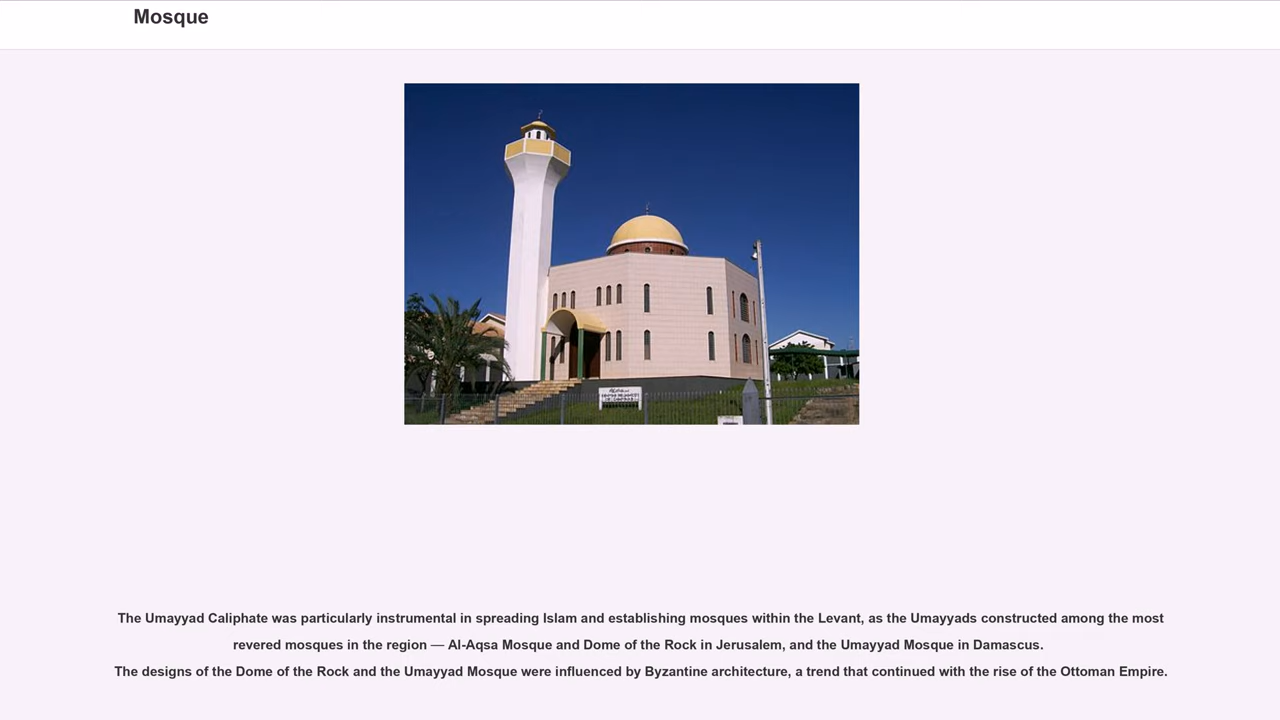 Mosque
The Umayyad Caliphate was particularly instrumental in spreading Islam and establishing mosques within the Levant, as the Umayyads constructed among the most
revered mosques in the region — Al-Aqsa Mosque and Dome of the Rock in Jerusalem, and the Umayyad Mosque in Damascus.
The designs of the Dome of the Rock and the Umayyad Mosque were influenced by Byzantine architecture, a trend that continued with the rise of the Ottoman Empire.